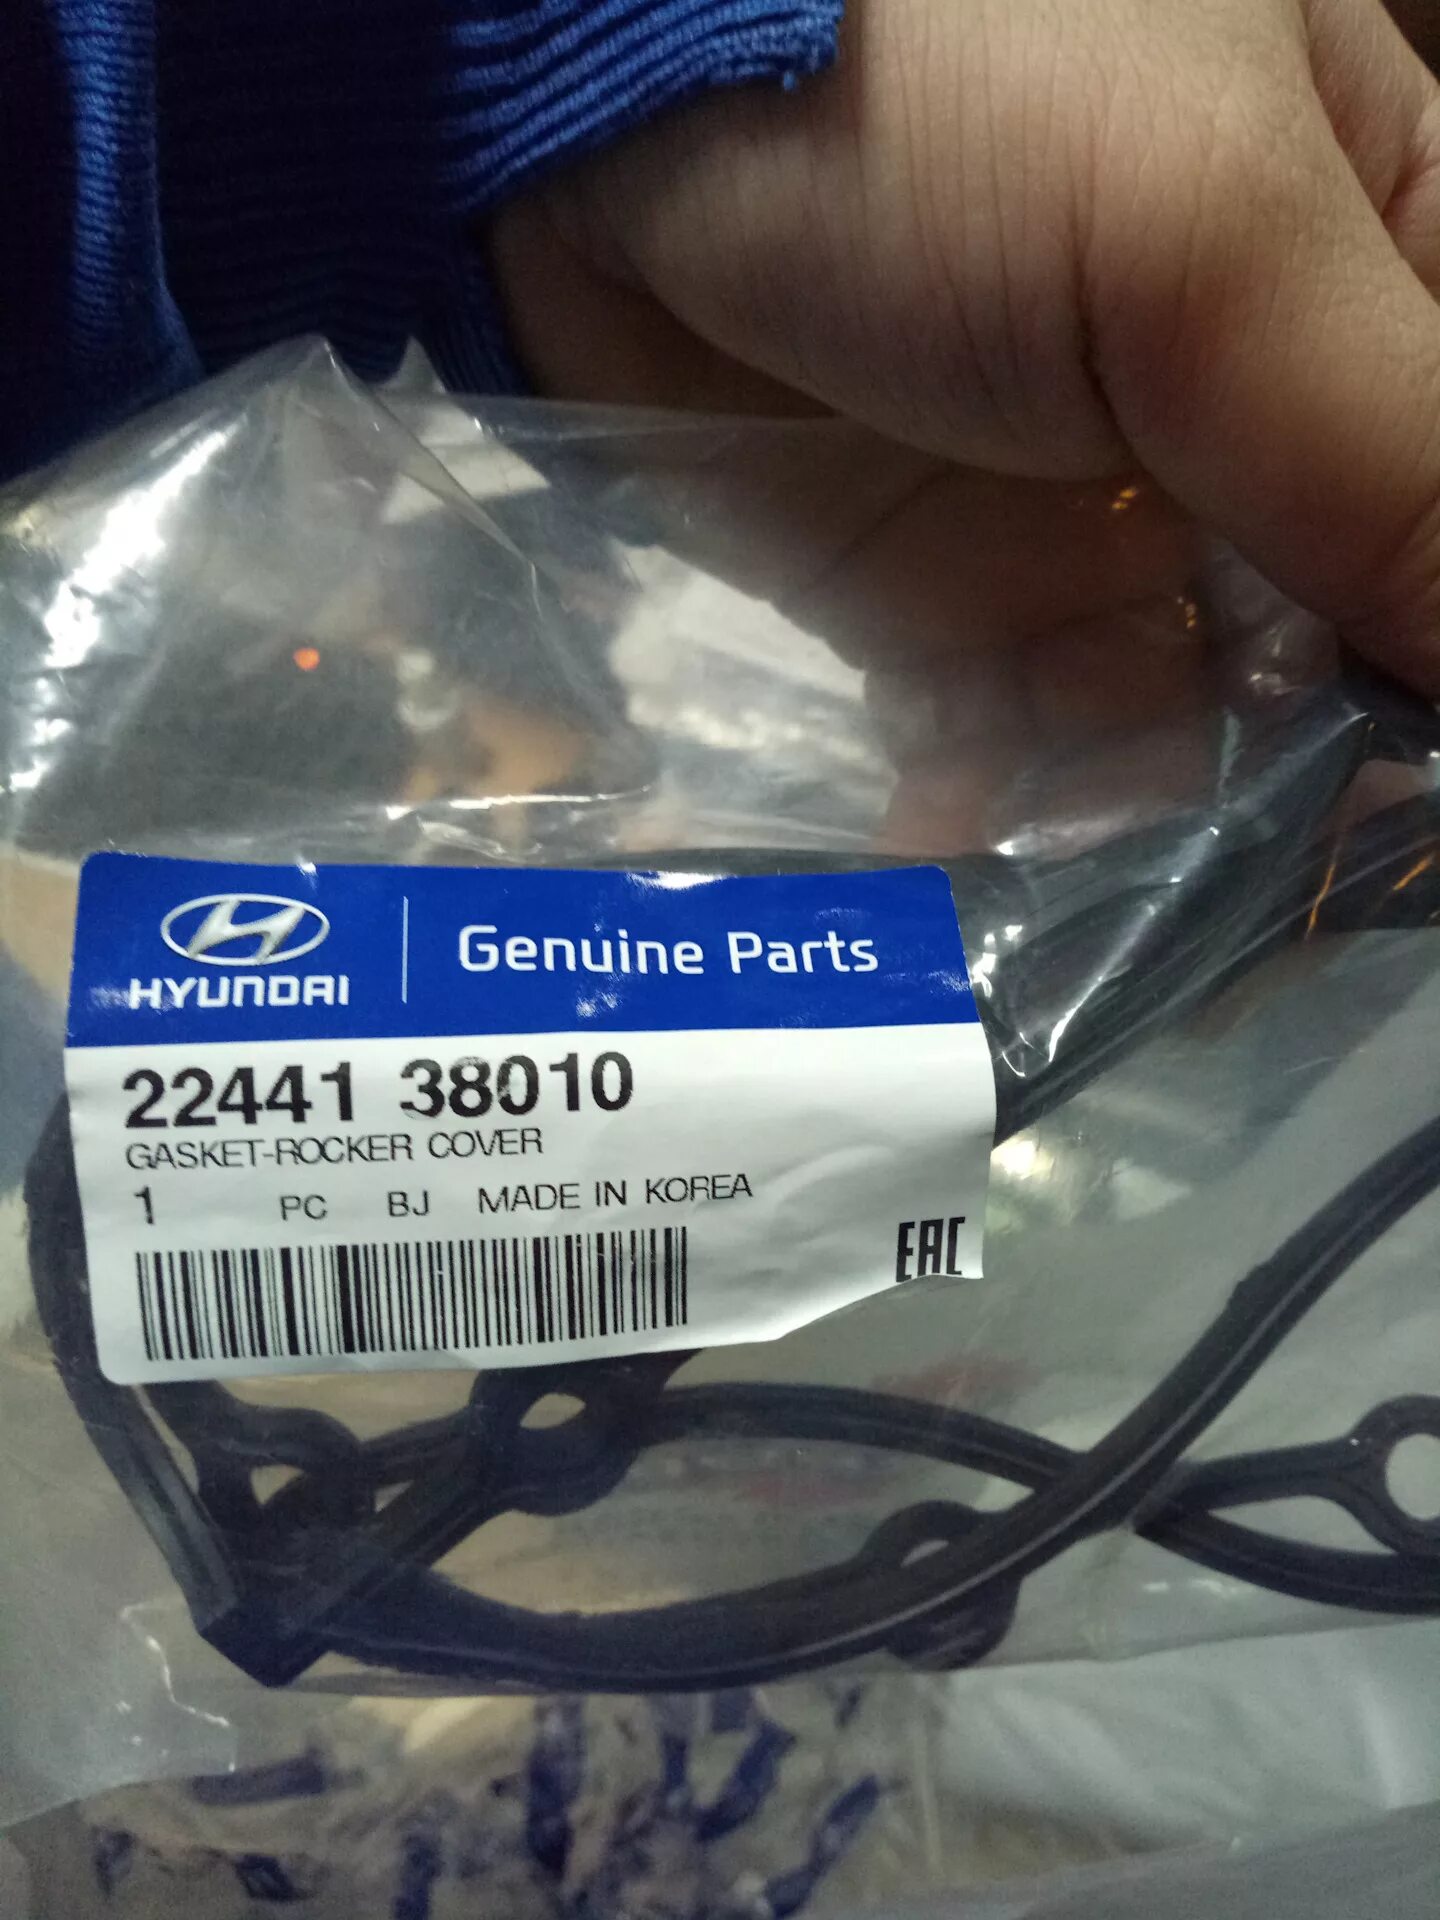 HYUNDAI
Genuine Parts
22441 38010
GASKET-ROCKER COVER
1 PC BJ MADE IN KOREA
EAC